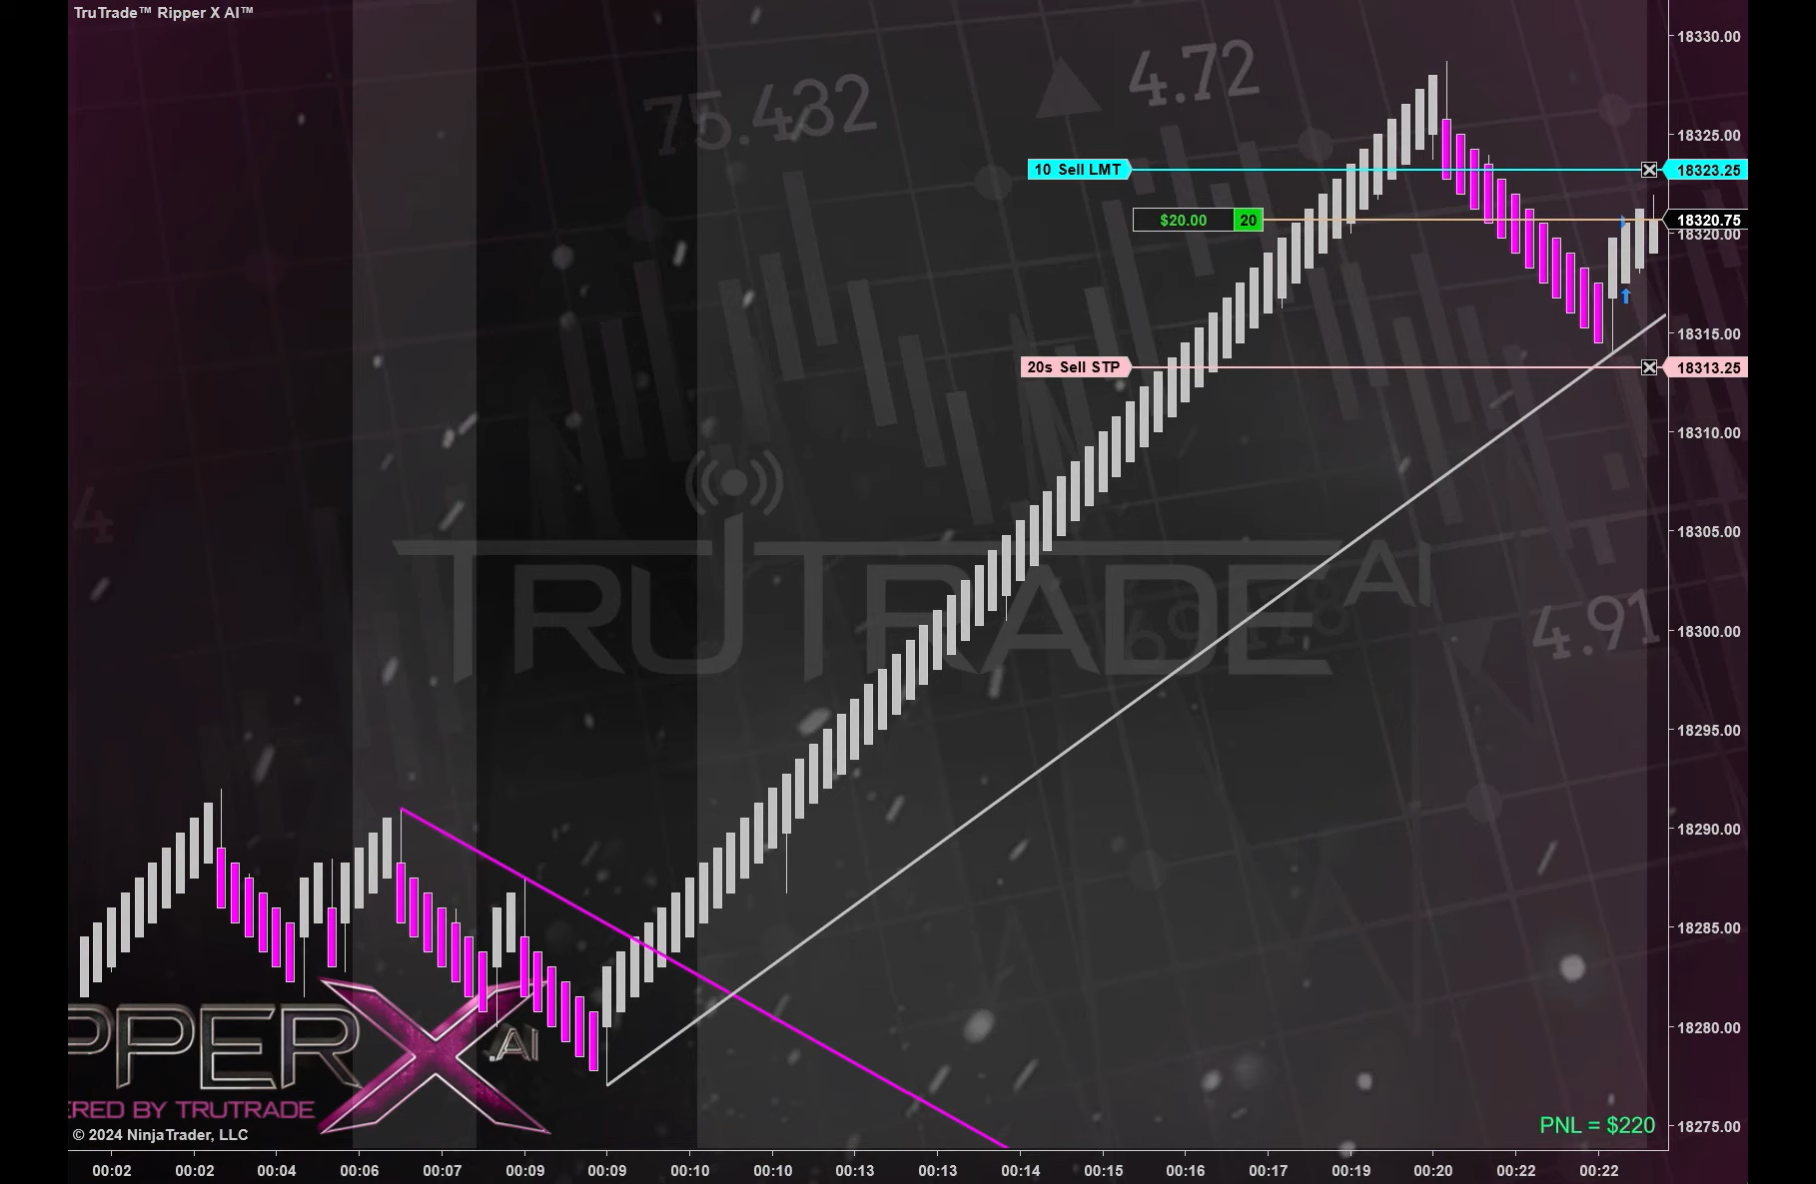 TruTrade™ Ripper X AI™
18330.00
75.432
4.72
18325.00
10 Sell LMT
18323.25
$20.00 20
18320.75
18320.00
18315.00
20s Sell STP
18313.25
18310.00
4
18305.00
TRUTRADE AI
4.91
18300.00
18295.00
18290.00
18285.00
PPERX.AI
18280.00
ERED BY TRUTRADE
PNL = $220
© 2024 NinjaTrader, LLC
18275.00
00:02 00:02 00:04 00:06 00:07 00:09 00:09 00:10 00:10 00:13 00:13 00:14 00:15 00:16 00:17 00:19 00:20 00:22 00:22